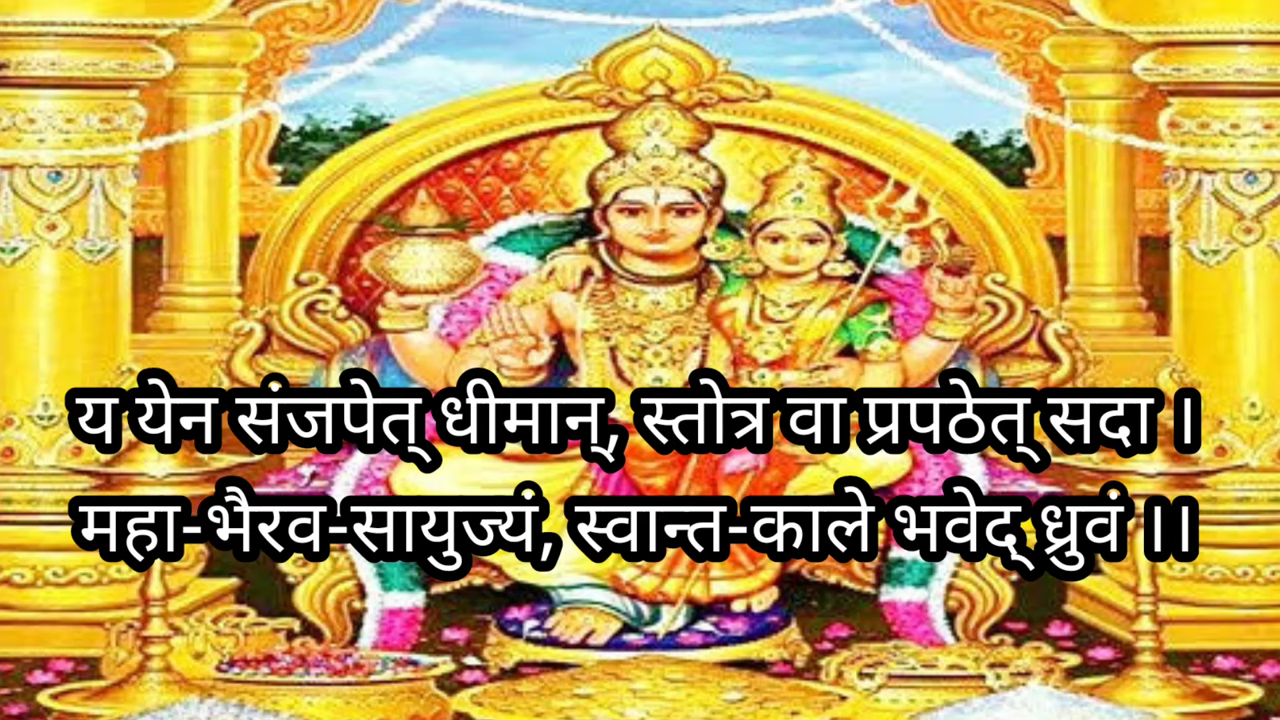 य येन संजपेत् धीमान्, स्तोत्र वा प्रपठेत् सदा ।
महा-भैरव-सायुज्यं, स्वान्त-काले भवेद् ध्रुवं ।।